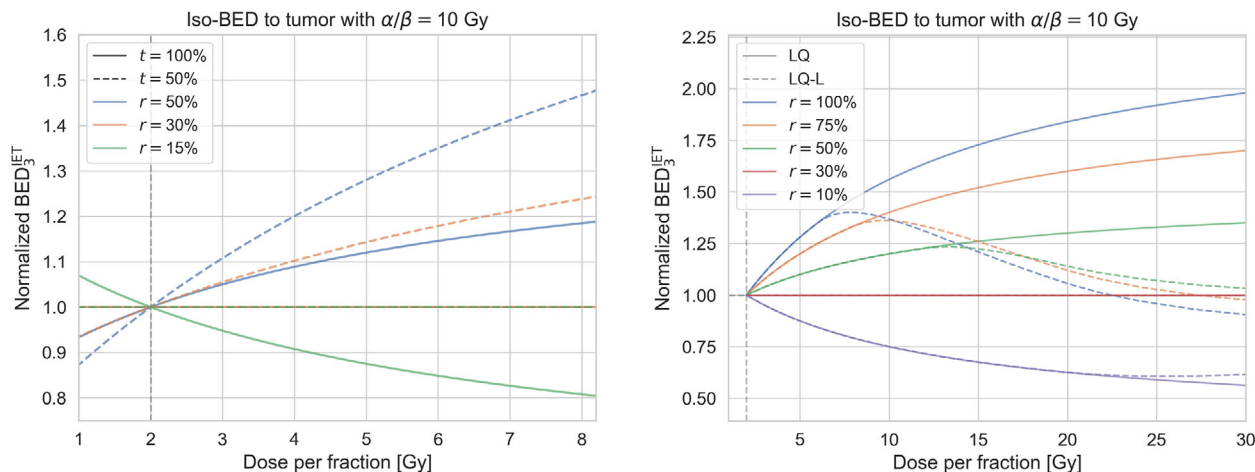 Iso-BED to tumor with α/β = 10 Gy
Normalized BED₃ᴵᴱᵀ
1.6
1.5
1.4
1.3
1.2
1.1
1.0
0.9
0.8
t = 100%
t = 50%
r = 50%
r = 30%
r = 15%
1 2 3 4 5 6 7 8
Dose per fraction [Gy]
Iso-BED to tumor with α/β = 10 Gy
Normalized BED₃ᴵᴱᵀ
2.25
2.00
1.75
1.50
1.25
1.00
0.75
0.50
LQ
LQ-L
r = 100%
r = 75%
r = 50%
r = 30%
r = 10%
5 10 15 20 25 30
Dose per fraction [Gy]